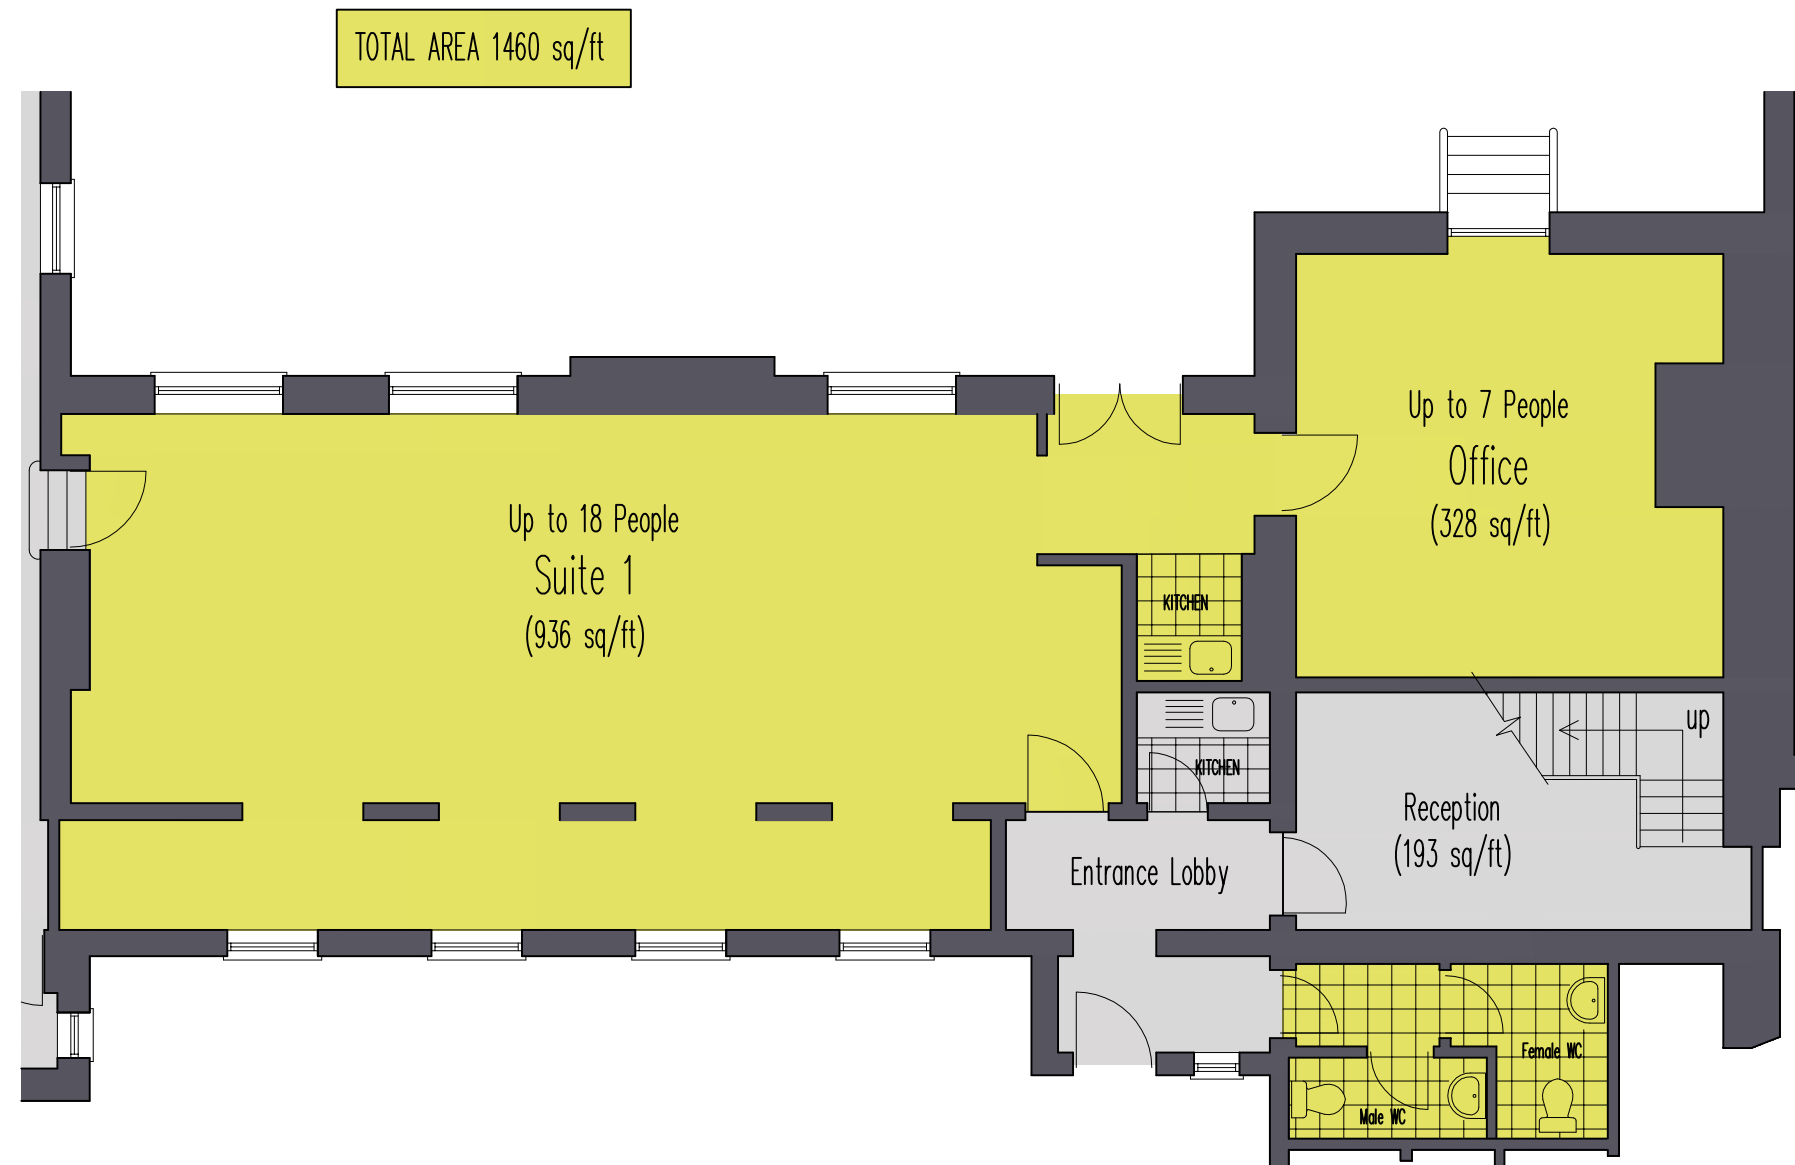 TOTAL AREA 1460 sq/ft
Up to 7 People
Office
(328 sq/ft)
Up to 18 People
Suite 1
(936 sq/ft)
KITCHEN
up
KITCHEN
Reception
(193 sq/ft)
Entrance Lobby
Female WC
Male WC